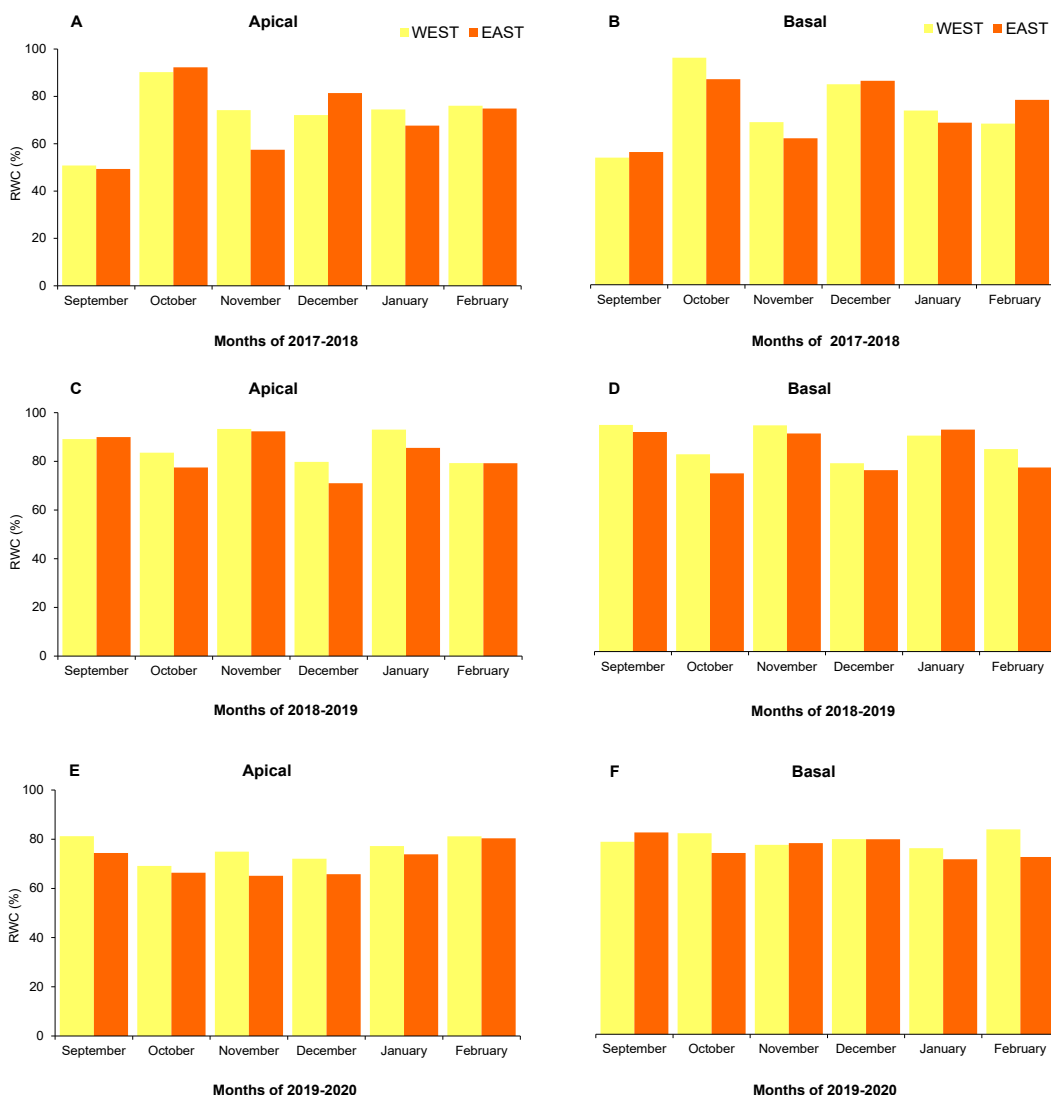 A Apical
WEST EAST
B Basal
WEST EAST
100
80
60
40
20
0
RWC (%)
September October November December January February
Months of 2017-2018
September October November December January February
Months of  2017-2018
C Apical
D Basal
100
80
60
40
20
0
RWC (%)
September October November December January February
Months of 2018-2019
September October November December January February
Months of 2018-2019
E Apical
F Basal
100
80
60
40
20
0
RWC (%)
September October November December January February
Months of 2019-2020
September October November December January February
Months of 2019-2020